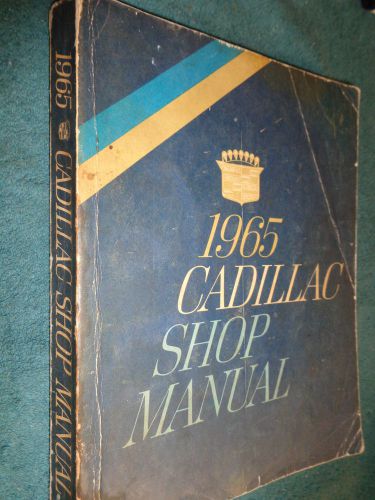 1965 CADILLAC SHOP MANUAL
1965
CADILLAC
SHOP
MANUAL